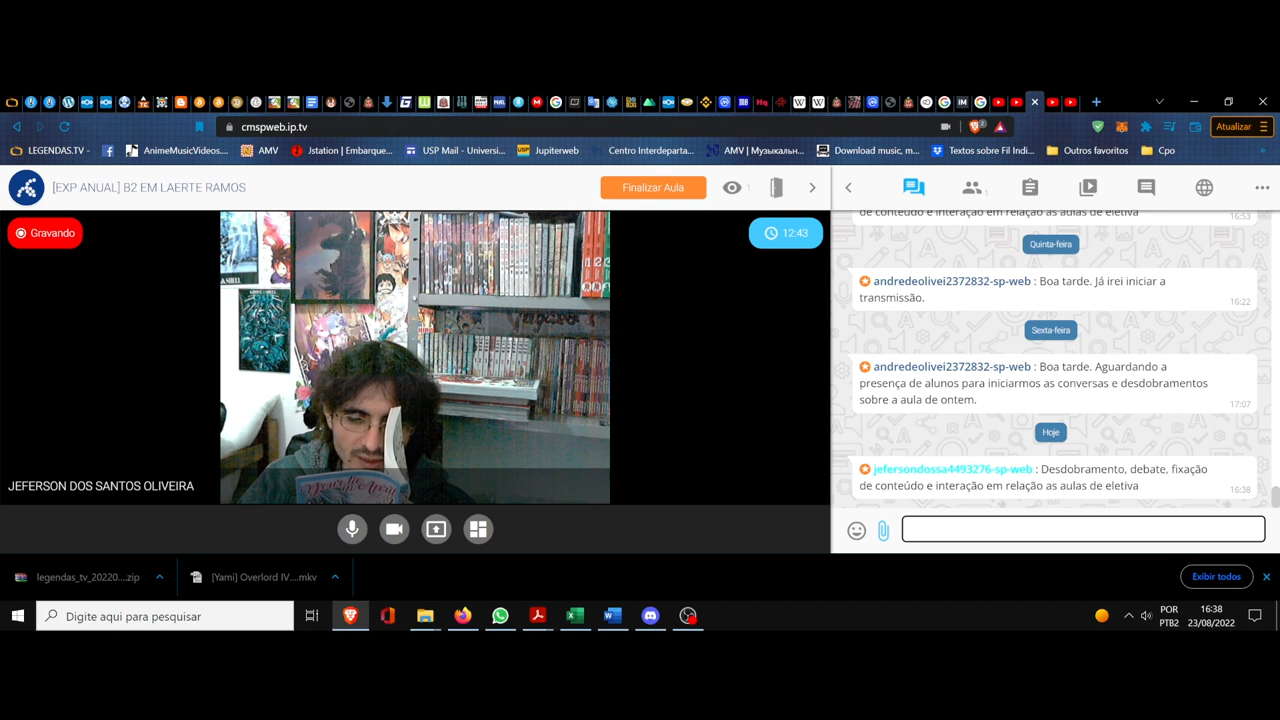 cmspweb.ip.tv
Atualizar
LEGENDAS.TV -
AnimeMusicVideos...
AMV
Jstation | Embarque...
USP Mail - Universi...
Jupiterweb
Centro Interdeparta...
AMV | Музыкальн...
Download music, m...
Textos sobre Fil Indi...
Outros favoritos
Cpo
[EXP ANUAL] B2 EM LAERTE RAMOS
Finalizar Aula
1
1
Gravando
12:43
JEFERSON DOS SANTOS OLIVEIRA
de conteúdo e interação em relação as aulas de eletiva
16:53
Quinta-feira
andredeolivei2372832-sp-web : Boa tarde. Já irei iniciar a
transmissão.
16:22
Sexta-feira
andredeolivei2372832-sp-web : Boa tarde. Aguardando a
presença de alunos para iniciarmos as conversas e desdobramentos
sobre a aula de ontem.
17:07
Hoje
jefersondossa4493276-sp-web : Desdobramento, debate, fixação
de conteúdo e interação em relação as aulas de eletiva
16:38
legendas_tv_20220....zip
[Yami] Overlord IV....mkv
Exibir todos
Digite aqui para pesquisar
POR
PTB2
16:38
23/08/2022